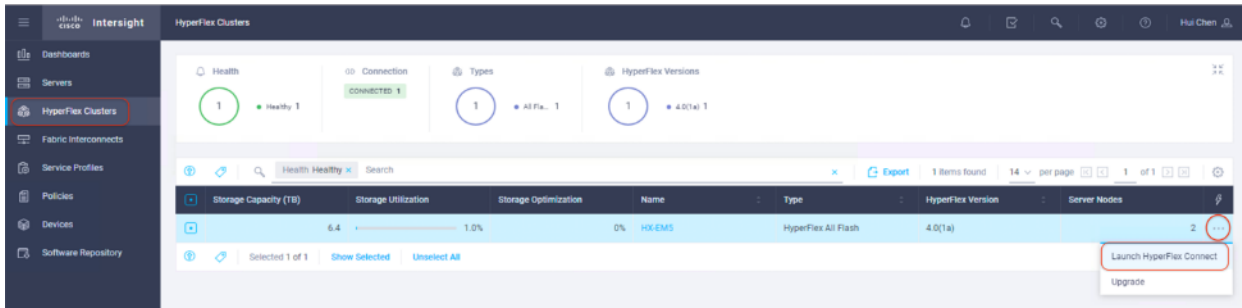 cisco Intersight
HyperFlex Clusters
Hui Chen
Dashboards
Servers
HyperFlex Clusters
Fabric Interconnects
Service Profiles
Policies
Devices
Software Repository
Health
1
Healthy 1
Connection
CONNECTED 1
Types
1
All Fla... 1
HyperFlex Versions
1
4.0(1a) 1
Health Healthy × Search
× Export 1 items found 14 per page 1 of 1
Storage Capacity (TB) Storage Utilization Storage Optimization Name Type HyperFlex Version Server Nodes
6.4 1.0% 0% HX-EM5 HyperFlex All Flash 4.0(1a) 2 ...
Selected 1 of 1 Show Selected Unselect All
Launch HyperFlex Connect
Upgrade